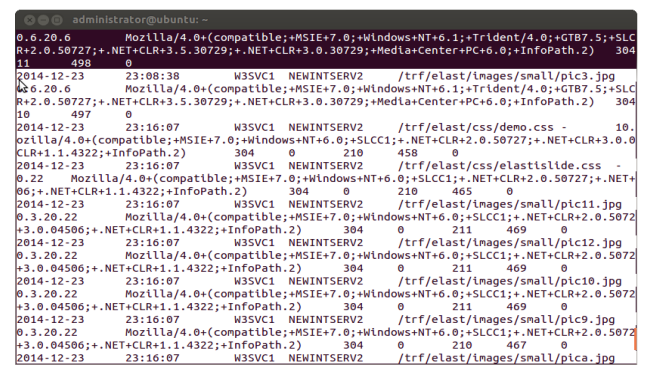 administrator@ubuntu: ~
0.6.20.6 Mozilla/4.0+(compatible;+MSIE+7.0;+Windows+NT+6.1;+Trident/4.0;+GTB7.5;+SLC
R+2.0.50727;+.NET+CLR+3.5.30729;+.NET+CLR+3.0.30729;+Media+Center+PC+6.0;+InfoPath.2) 304
11 498 0
2014-12-23 23:08:38 W3SVC1 NEWINTSERV2 /trf/elast/images/small/pic3.jpg
6.20.6 Mozilla/4.0+(compatible;+MSIE+7.0;+Windows+NT+6.1;+Trident/4.0;+GTB7.5;+SLC
R+2.0.50727;+.NET+CLR+3.5.30729;+.NET+CLR+3.0.30729;+Media+Center+PC+6.0;+InfoPath.2) 304
10 497 0
2014-12-23 23:16:07 W3SVC1 NEWINTSERV2 /trf/elast/css/demo.css - 10.
ozilla/4.0+(compatible;+MSIE+7.0;+Windows+NT+6.0;+SLCC1;+.NET+CLR+2.0.50727;+.NET+CLR+3.0.0
CLR+1.1.4322;+InfoPath.2) 304 0 210 458 0
2014-12-23 23:16:07 W3SVC1 NEWINTSERV2 /trf/elast/css/elastislide.css -
0.22 Mozilla/4.0+(compatible;+MSIE+7.0;+Windows+NT+6.0;+SLCC1;+.NET+CLR+2.0.50727;+.NET+
06;+.NET+CLR+1.1.4322;+InfoPath.2) 304 0 210 465 0
2014-12-23 23:16:07 W3SVC1 NEWINTSERV2 /trf/elast/images/small/pic11.jpg
0.3.20.22 Mozilla/4.0+(compatible;+MSIE+7.0;+Windows+NT+6.0;+SLCC1;+.NET+CLR+2.0.5072
+3.0.04506;+.NET+CLR+1.1.4322;+InfoPath.2) 304 0 211 469 0
2014-12-23 23:16:07 W3SVC1 NEWINTSERV2 /trf/elast/images/small/pic12.jpg
0.3.20.22 Mozilla/4.0+(compatible;+MSIE+7.0;+Windows+NT+6.0;+SLCC1;+.NET+CLR+2.0.5072
+3.0.04506;+.NET+CLR+1.1.4322;+InfoPath.2) 304 0 211 469 0
2014-12-23 23:16:07 W3SVC1 NEWINTSERV2 /trf/elast/images/small/pic10.jpg
0.3.20.22 Mozilla/4.0+(compatible;+MSIE+7.0;+Windows+NT+6.0;+SLCC1;+.NET+CLR+2.0.5072
+3.0.04506;+.NET+CLR+1.1.4322;+InfoPath.2) 304 0 211 469 0
2014-12-23 23:16:07 W3SVC1 NEWINTSERV2 /trf/elast/images/small/pic9.jpg
0.3.20.22 Mozilla/4.0+(compatible;+MSIE+7.0;+Windows+NT+6.0;+SLCC1;+.NET+CLR+2.0.5072
+3.0.04506;+.NET+CLR+1.1.4322;+InfoPath.2) 304 0 210 467 0
2014-12-23 23:16:07 W3SVC1 NEWINTSERV2 /trf/elast/images/small/pica.jpg